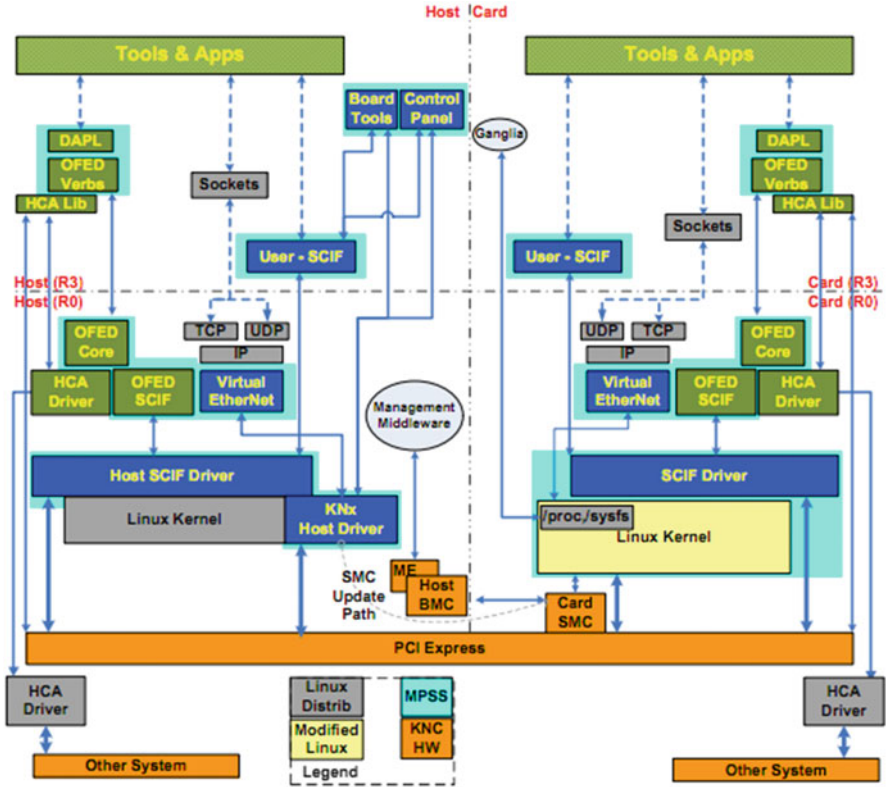 Host Card
Tools & Apps
Tools & Apps
Board
Tools
Control
Panel
Ganglia
DAPL
OFED
Verbs
HCA Lib
Sockets
User - SCIF
User - SCIF
DAPL
OFED
Verbs
HCA Lib
Sockets
Host (R3)
Host (R0)
Card (R3)
Card (R0)
OFED
Core
TCP
UDP
IP
HCA
Driver
OFED
SCIF
Virtual
EtherNet
Management
Middleware
UDP
TCP
IP
OFED
Core
Virtual
EtherNet
OFED
SCIF
HCA
Driver
Host SCIF Driver
Linux Kernel
KNx
Host Driver
SCIF Driver
/proc,/sysfs
Linux Kernel
SMC
Update
Path
ME
Host
BMC
Card
SMC
PCI Express
HCA
Driver
Other System
Linux
Distrib
MPSS
Modified
Linux
KNC
HW
Legend
HCA
Driver
Other System